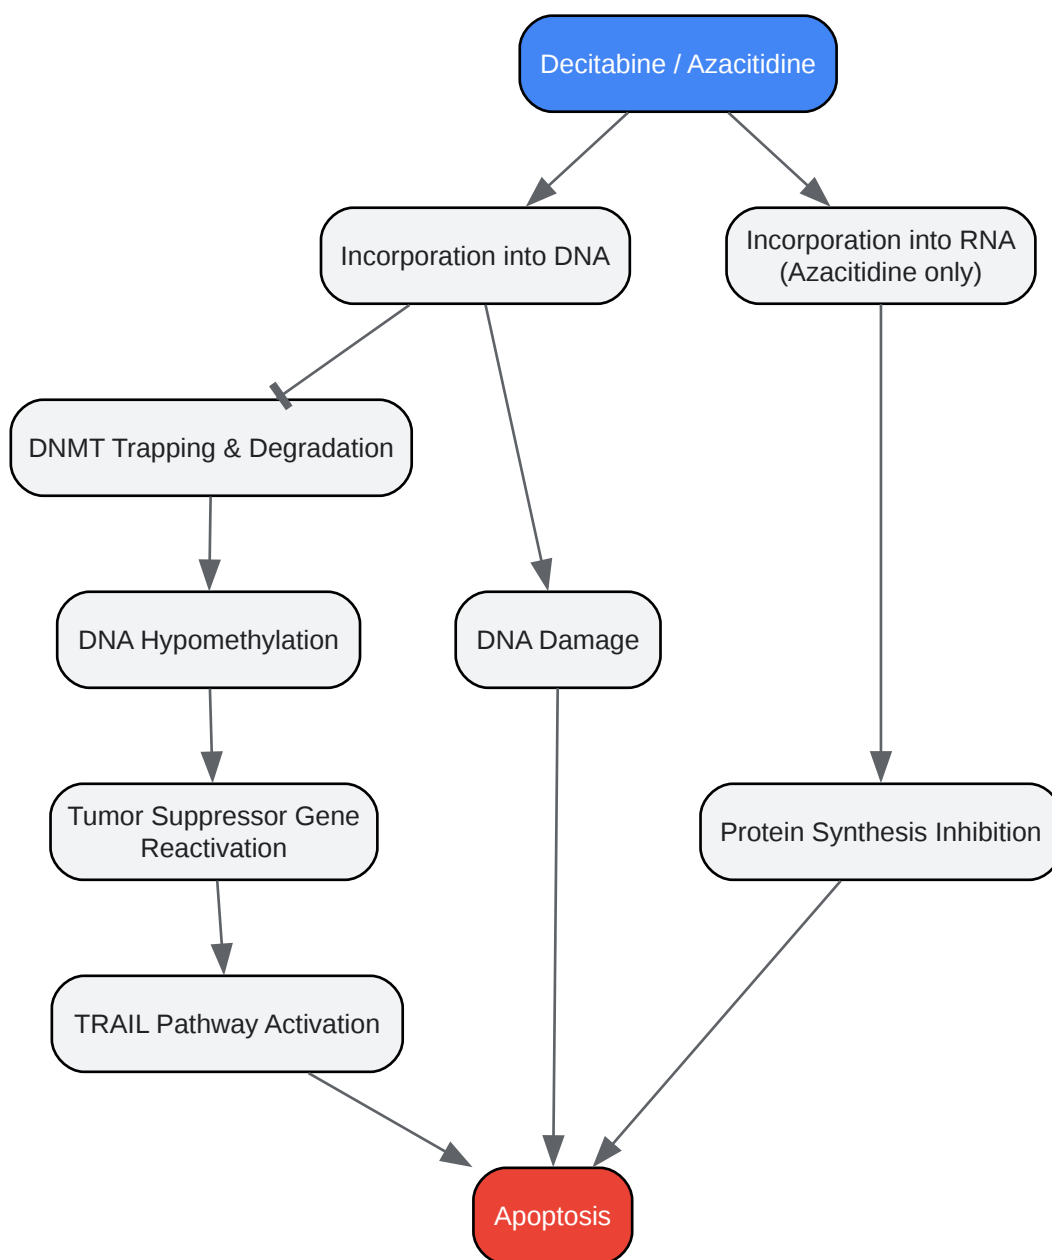 Decitabine / Azacitidine
Incorporation into DNA
Incorporation into RNA
(Azacitidine only)
DNMT Trapping & Degradation
DNA Hypomethylation
DNA Damage
Tumor Suppressor Gene
Reactivation
Protein Synthesis Inhibition
TRAIL Pathway Activation
Apoptosis